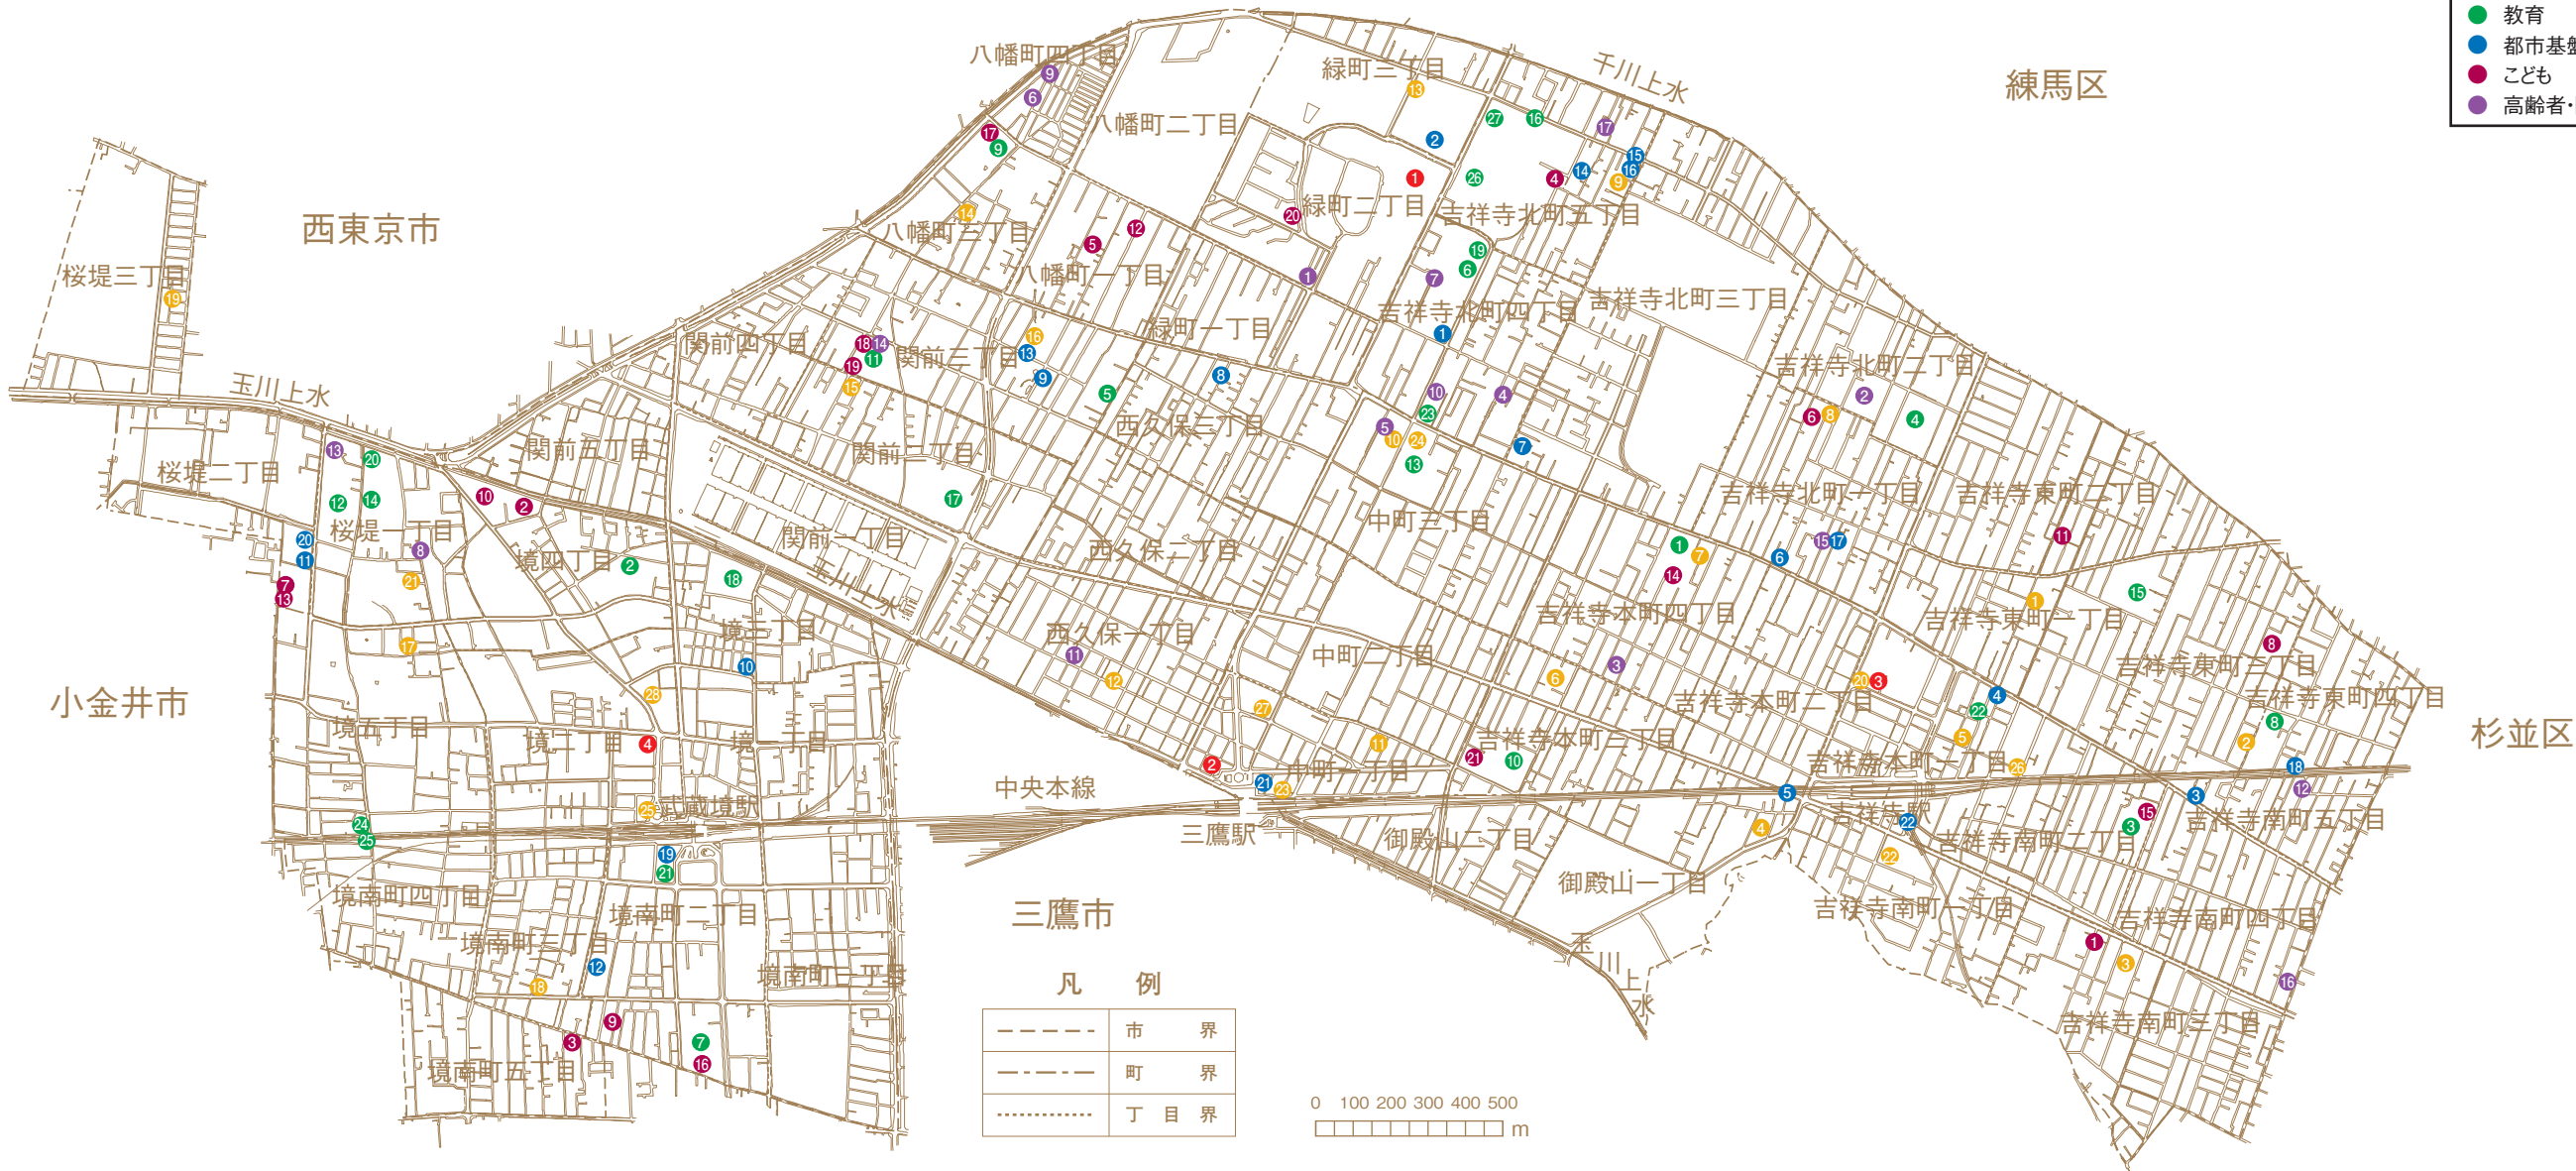 教育
都市基盤
こども
高齢者・
練馬区
西東京市
小金井市
三鷹市
杉並区
千川上水
玉川上水
玉川上水
玉川上水
中央本線
三鷹駅
武蔵境駅
吉祥寺駅
八幡町四丁目
八幡町二丁目
八幡町三丁目
八幡町一丁目
緑町三丁目
緑町二丁目
緑町一丁目
吉祥寺北町五丁目
吉祥寺北町四丁目
吉祥寺北町三丁目
吉祥寺北町二丁目
吉祥寺北町一丁目
吉祥寺東町二丁目
吉祥寺東町一丁目
吉祥寺東町三丁目
吉祥寺東町四丁目
桜堤三丁目
桜堤二丁目
桜堤一丁目
関前四丁目
関前三丁目
関前五丁目
関前二丁目
関前一丁目
西久保三丁目
西久保二丁目
西久保一丁目
中町三丁目
中町二丁目
中町一丁目
吉祥寺本町四丁目
吉祥寺本町二丁目
吉祥寺本町三丁目
吉祥寺本町一丁目
境四丁目
境三丁目
境五丁目
境二丁目
境一丁目
御殿山二丁目
御殿山一丁目
吉祥寺南町二丁目
吉祥寺南町五丁目
吉祥寺南町一丁目
吉祥寺南町四丁目
吉祥寺南町三丁目
境南町四丁目
境南町二丁目
境南町三丁目
境南町一丁目
境南町五丁目
凡 例
市 界
町 界
丁 目 界
0 100 200 300 400 500
m